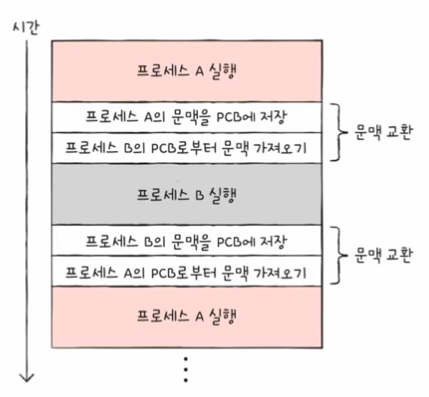 시간
프로세스 A 실행
프로세스 A의 문맥을 PCB에 저장
프로세스 B의 PCB로부터 문맥 가져오기
문맥 교환
프로세스 B 실행
프로세스 B의 문맥을 PCB에 저장
프로세스 A의 PCB로부터 문맥 가져오기
문맥 교환
프로세스 A 실행